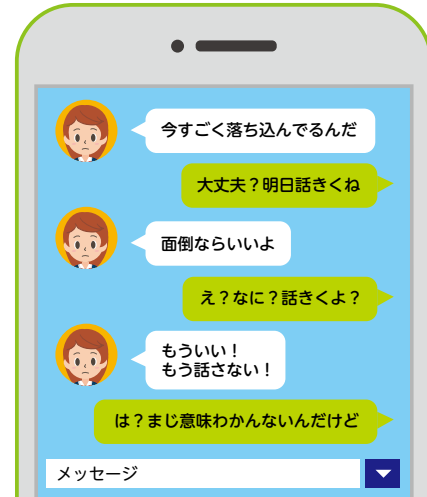 今すごく落ち込んでるんだ
大丈夫？明日話きくね
面倒ならいいよ
え？なに？話きくよ？
もういい！
もう話さない！
は？まじ意味わかんないんだけど
メッセージ